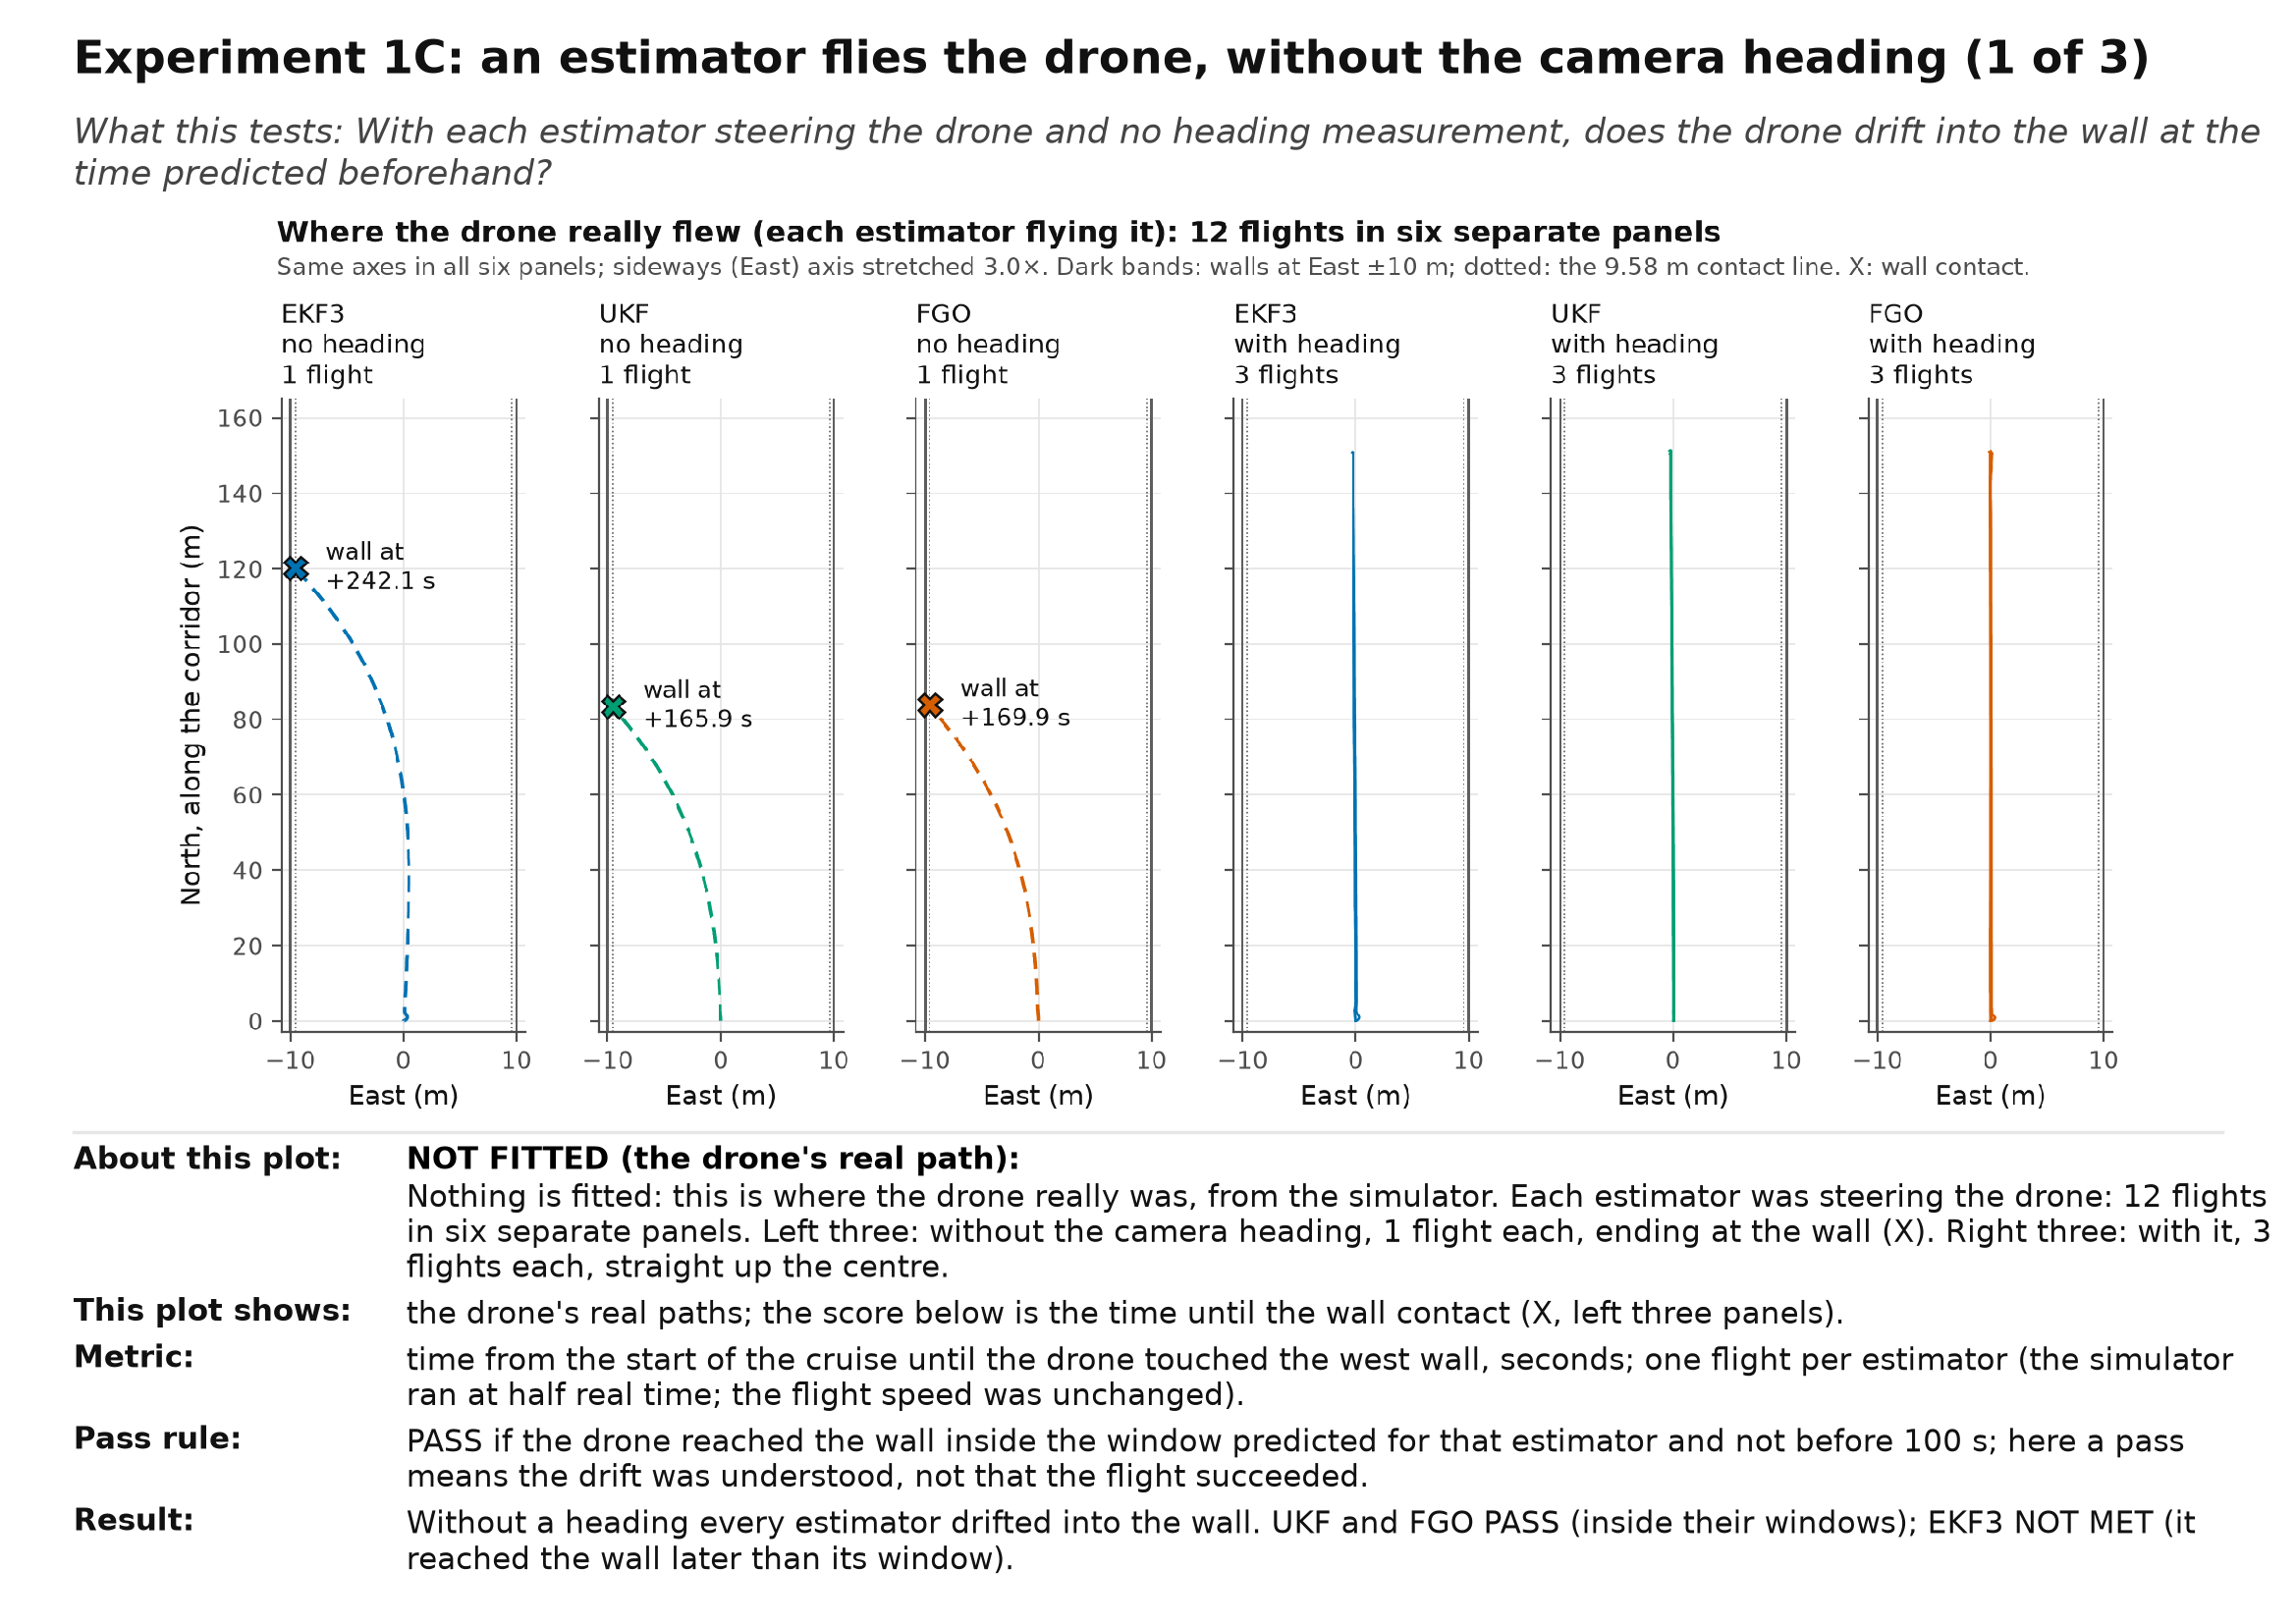 Experiment 1C: an estimator flies the drone, without the camera heading (1 of 3)
What this tests: With each estimator steering the drone and no heading measurement, does the drone drift into the wall at the
time predicted beforehand?
Where the drone really flew (each estimator flying it): 12 flights in six separate panels
Same axes in all six panels; sideways (East) axis stretched 3.0×. Dark bands: walls at East ±10 m; dotted: the 9.58 m contact line. X: wall contact.
EKF3
no heading
1 flight
UKF
no heading
1 flight
FGO
no heading
1 flight
EKF3
with heading
3 flights
UKF
with heading
3 flights
FGO
with heading
3 flights
North, along the corridor (m)
160
140
120
100
80
60
40
20
0
wall at
+242.1 s
wall at
+165.9 s
wall at
+169.9 s
−10 0 10
East (m)
−10 0 10
East (m)
−10 0 10
East (m)
−10 0 10
East (m)
−10 0 10
East (m)
−10 0 10
East (m)
About this plot:
NOT FITTED (the drone's real path):
Nothing is fitted: this is where the drone really was, from the simulator. Each estimator was steering the drone: 12 flights
in six separate panels. Left three: without the camera heading, 1 flight each, ending at the wall (X). Right three: with it, 3
flights each, straight up the centre.
This plot shows:
the drone's real paths; the score below is the time until the wall contact (X, left three panels).
Metric:
time from the start of the cruise until the drone touched the west wall, seconds; one flight per estimator (the simulator
ran at half real time; the flight speed was unchanged).
Pass rule:
PASS if the drone reached the wall inside the window predicted for that estimator and not before 100 s; here a pass
means the drift was understood, not that the flight succeeded.
Result:
Without a heading every estimator drifted into the wall. UKF and FGO PASS (inside their windows); EKF3 NOT MET (it
reached the wall later than its window).